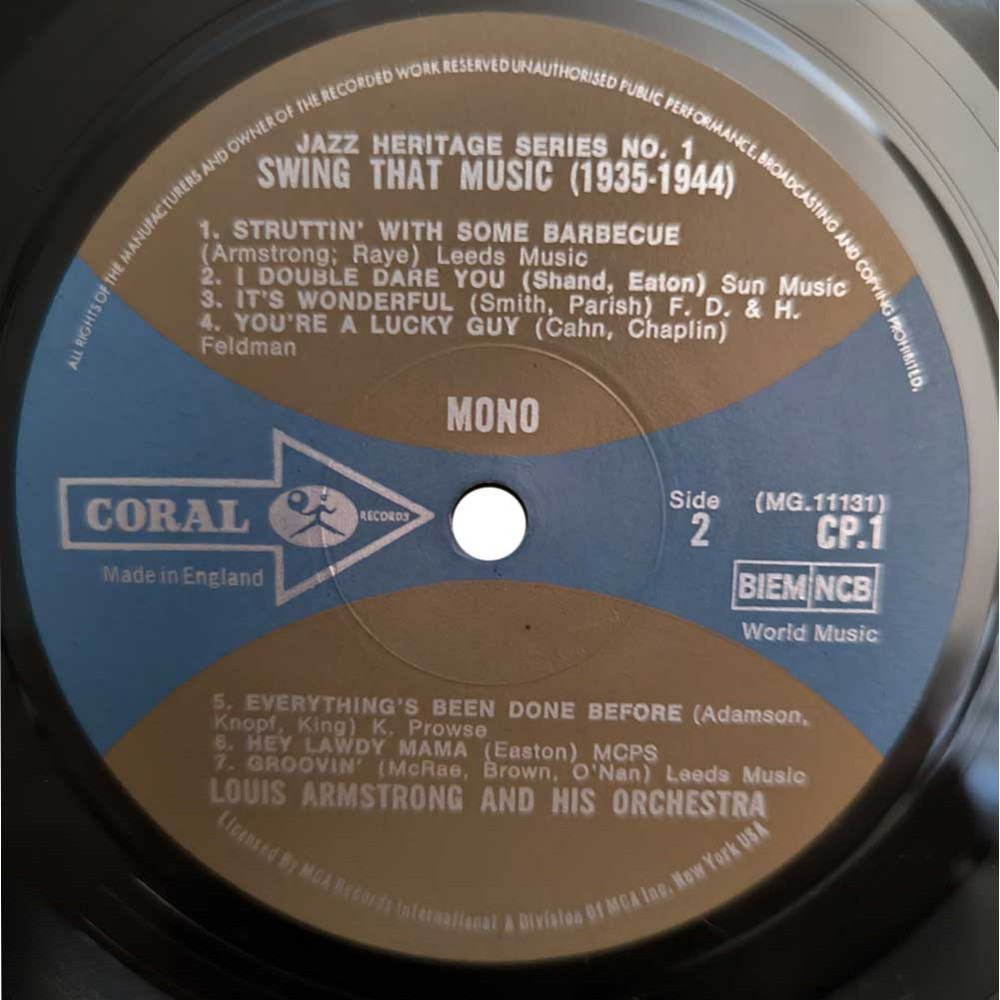 ALL RIGHTS OF THE MANUFACTURERS AND OWNER OF THE RECORDED WORK RESERVED UNAUTHORISED PUBLIC PERFORMANCE, BROADCASTING AND COPYING PROHIBITED.
JAZZ HERITAGE SERIES NO. 1
SWING THAT MUSIC (1935-1944)
1. STRUTTIN' WITH SOME BARBECUE
(Armstrong; Raye) Leeds Music
2. I DOUBLE DARE YOU (Shand, Eaton) Sun Music
3. IT'S WONDERFUL (Smith, Parish) F. D. & H.
4. YOU'RE A LUCKY GUY (Cahn, Chaplin)
Feldman
MONO
CORAL RECORDS
Made in England
Side
2
(MG.11131)
CP.1
BIEM NCB
World Music
5. EVERYTHING'S BEEN DONE BEFORE (Adamson,
Knopf, King) K. Prowse
6. HEY LAWDY MAMA (Easton) MCPS
7. GROOVIN' (McRae, Brown, O'Nan) Leeds Music
LOUIS ARMSTRONG AND HIS ORCHESTRA
Licensed By MCA Records International A Division Of MCA Inc. New York USA